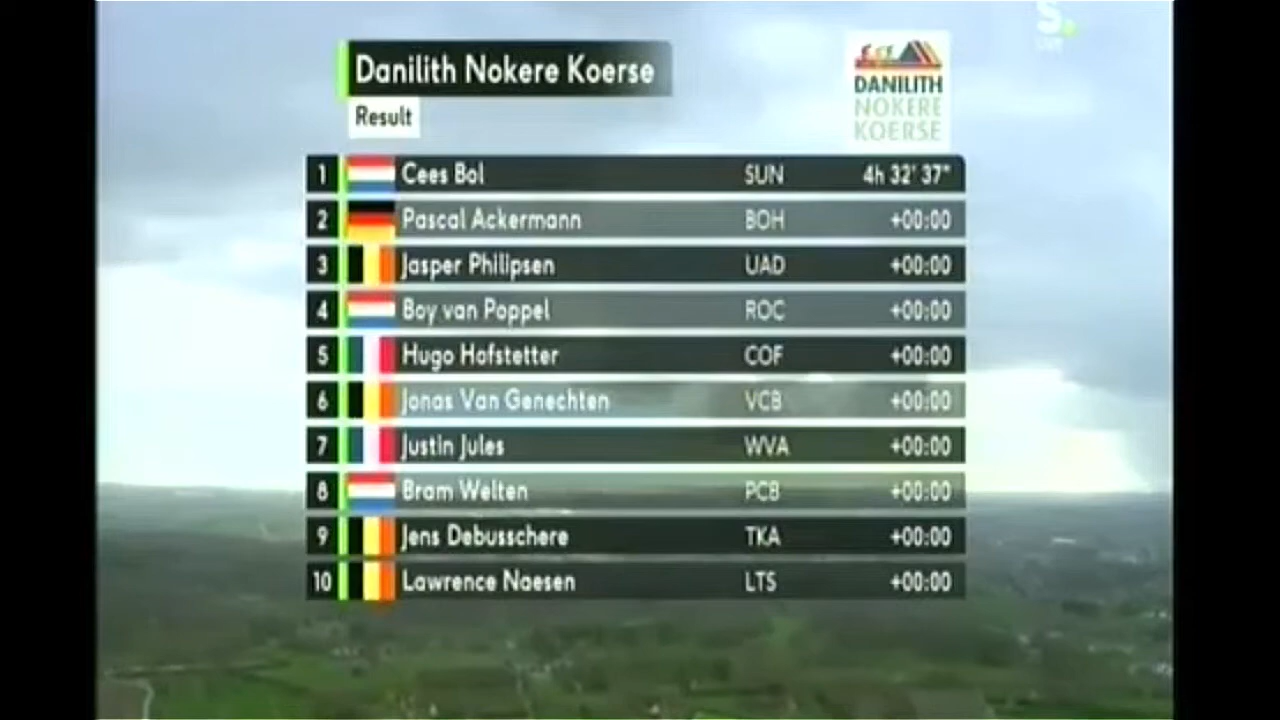 Danilith Nokere Koerse
Result
DANILITH
NOKERE
KOERSE
1 Cees Bol SUN 4h 32' 37"
2 Pascal Ackermann BOH +00:00
3 Jasper Philipsen UAD +00:00
4 Boy van Poppel ROC +00:00
5 Hugo Hofstetter COF +00:00
6 Jonas Van Genechten VCB +00:00
7 Justin Jules WVA +00:00
8 Bram Welten PCB +00:00
9 Jens Debusschere TKA +00:00
10 Lawrence Naesen LTS +00:00